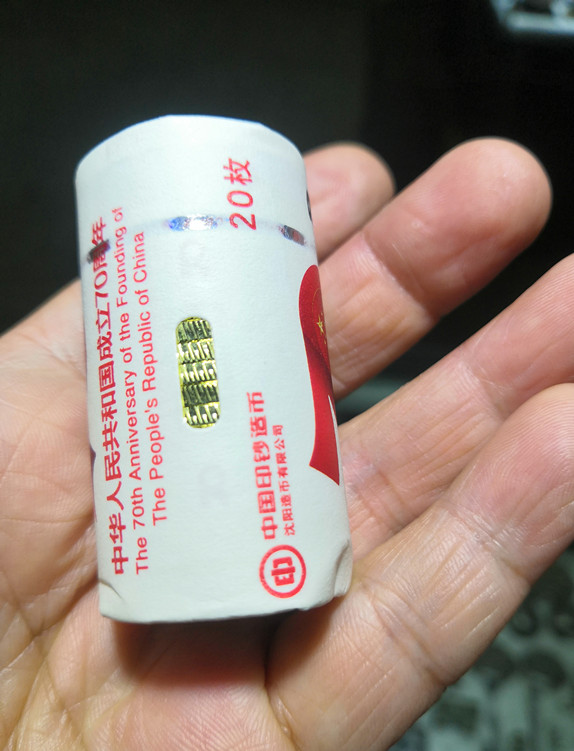 中华人民共和国成立70周年
The 70th Anniversary of the Founding of
The People's Republic of China
20枚
中国印钞造币
沈阳造币有限公司